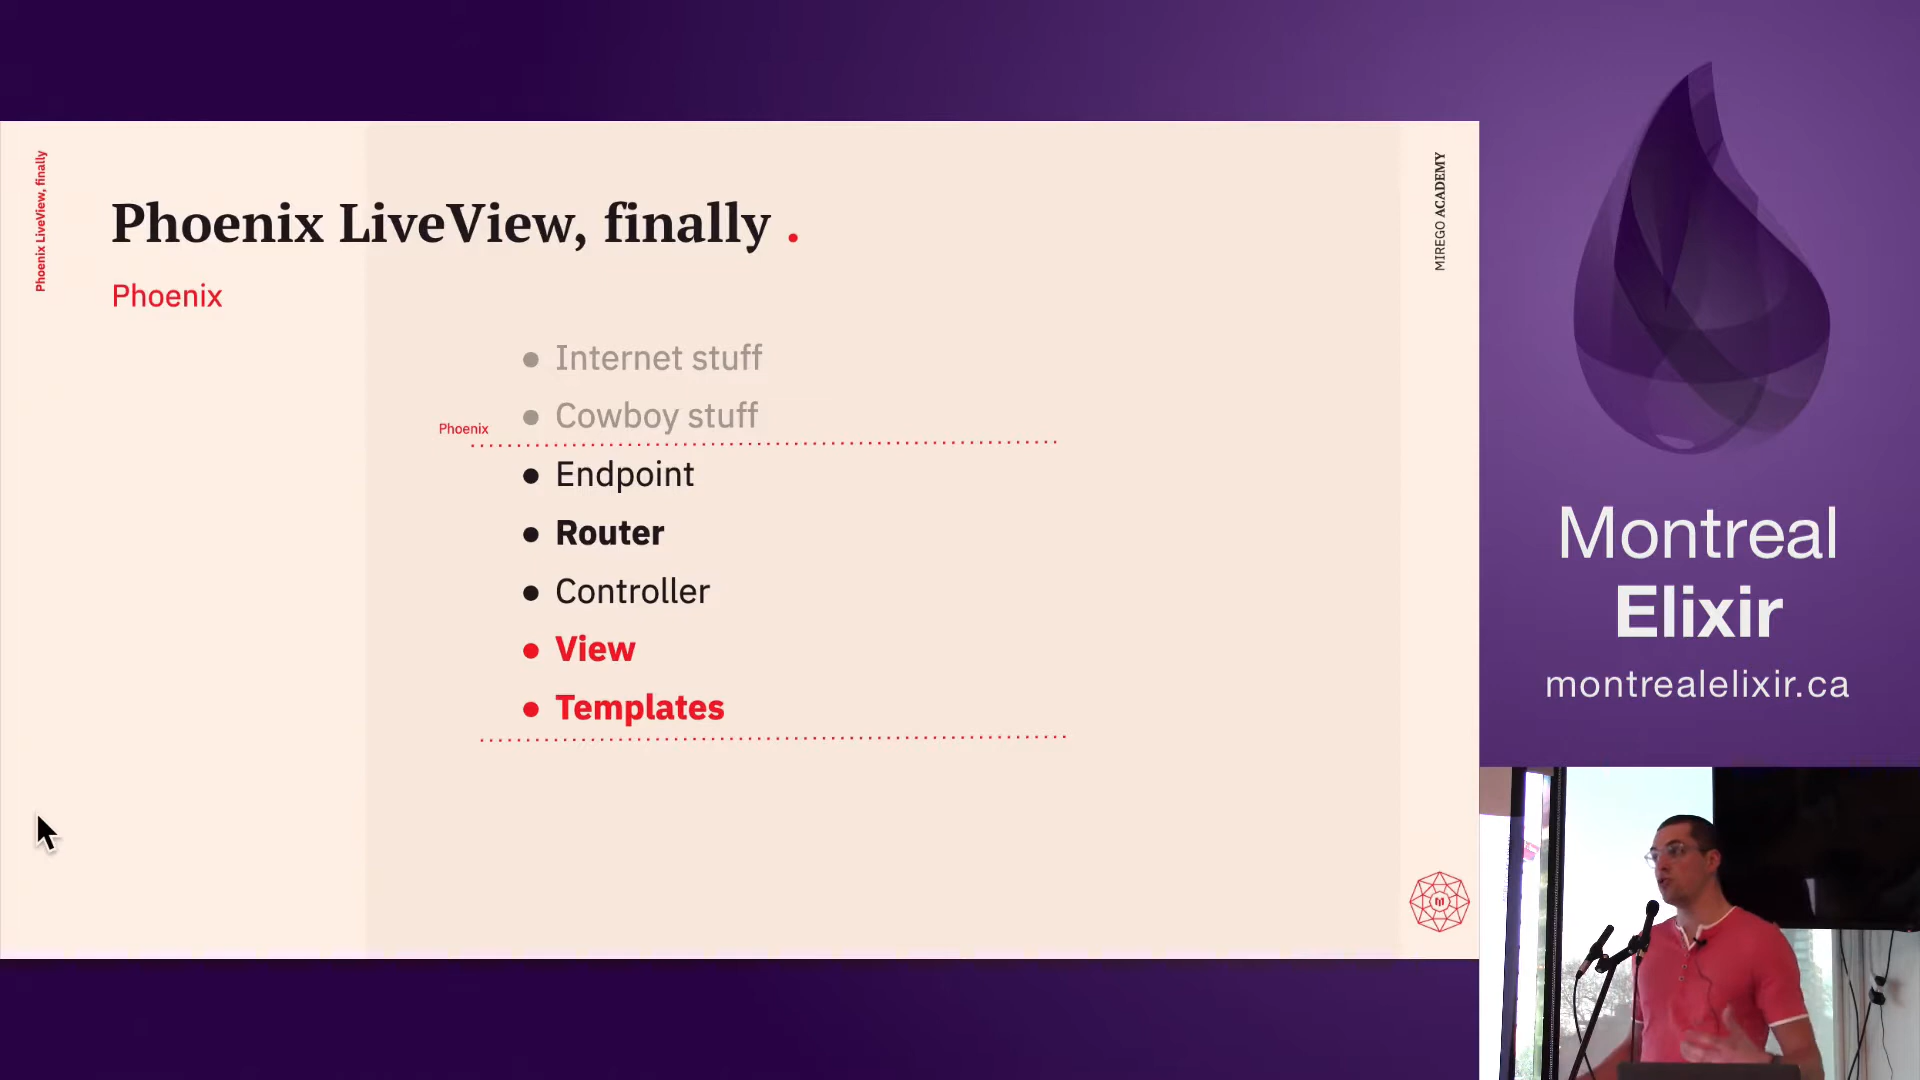 Phoenix LiveView, finally
Phoenix LiveView, finally .
Phoenix
Internet stuff
Cowboy stuff
Phoenix
Endpoint
Router
Controller
View
Templates
MIREGO ACADEMY
Montreal
Elixir
montrealelixir.ca